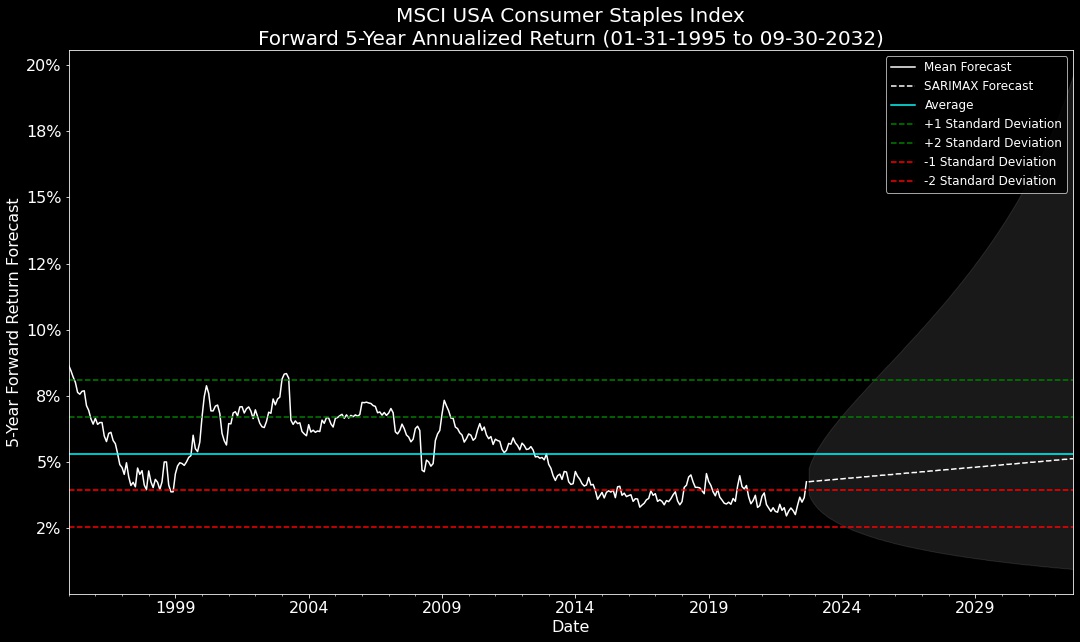 MSCI USA Consumer Staples Index
Forward 5-Year Annualized Return (01-31-1995 to 09-30-2032)
5-Year Forward Return Forecast
20%
18%
15%
12%
10%
8%
5%
2%
Mean Forecast
SARIMAX Forecast
Average
+1 Standard Deviation
+2 Standard Deviation
-1 Standard Deviation
-2 Standard Deviation
1999
2004
2009
2014
2019
2024
2029
Date